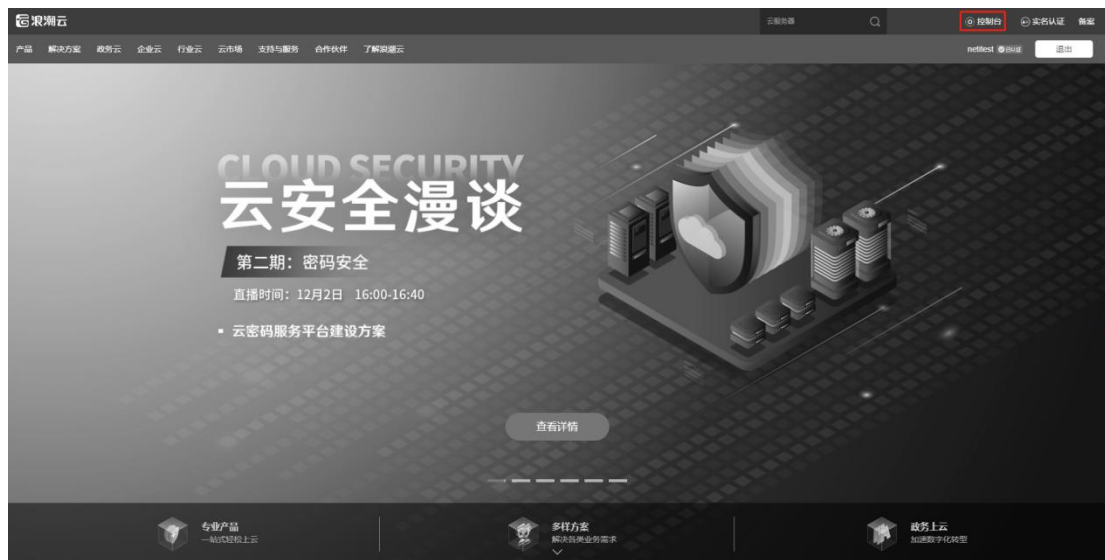 浪潮云
云服务器
控制台
实名认证
备案
产品 解决方案 政务云 企业云 行业云 云市场 支持与服务 合作伙伴 了解浪潮云
netitest 已认证
退出
CLOUD SECURITY
云安全漫谈
第二期：密码安全
直播时间：12月2日 16:00-16:40
▪ 云密码服务平台建设方案
查看详情
专业产品
一站式轻松上云
多样方案
解决各类业务需求
政务上云
加速数字化转型